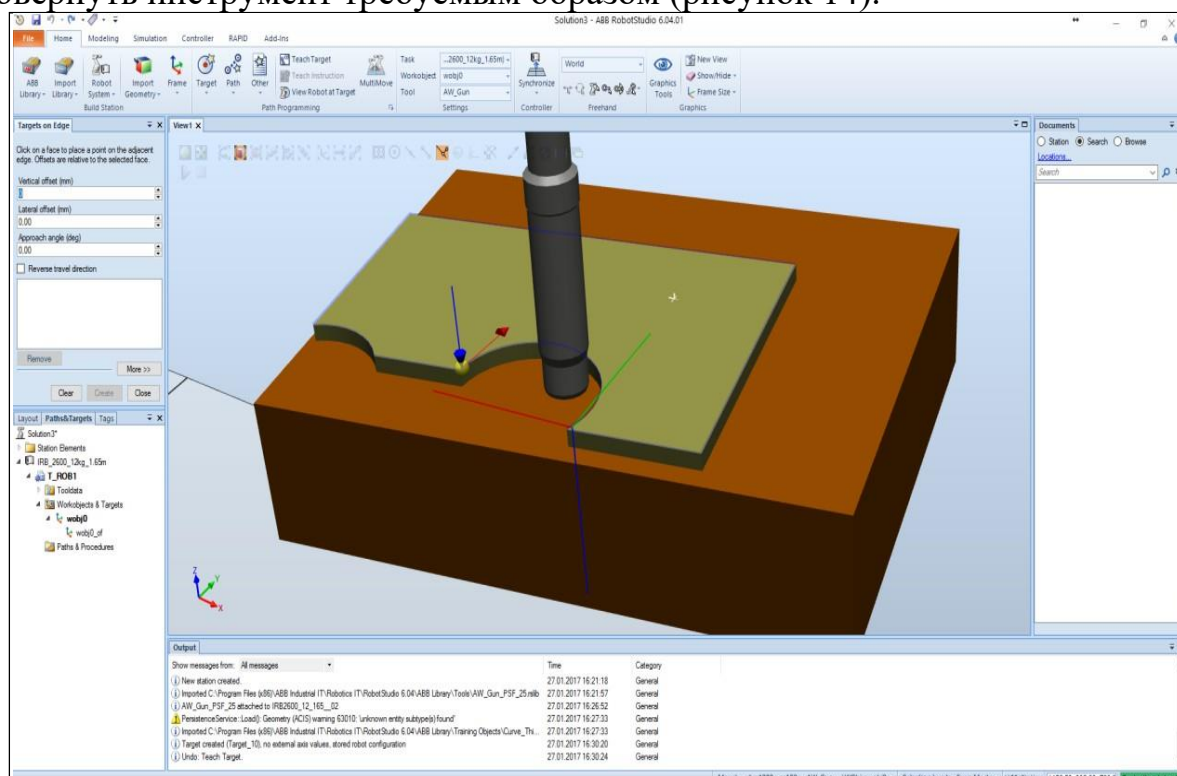 овернуть инструмент требуемым образом (рисунок 14).
Solution3 - ABB RobotStudio 6.04.01
File Home Modeling Simulation Controller RAPID Add-Ins
ABB Library Import Library Robot System Import Geometry Frame Target Path Other
Build Station
Teach Target
Teach Instruction
View Robot at Target
MultiMove
Path Programming
Task ...2600_12kg_1.65m)
Workobject wobj0
Tool AW_Gun
Settings
Synchronize
Controller
World
Freehand
Graphics Tools
New View
Show/Hide
Frame Size
Graphics
Targets on Edge
Click on a face to place a point on the adjacent
edge. Offsets are relative to the selected face.
Vertical offset (mm)
Lateral offset (mm)
0.00
Approach angle (deg)
0.00
Reverse travel direction
Remove
More >>
Clear Create Close
Layout Paths&Targets Tags
Solution3*
Station Elements
IRB_2600_12kg_1.65m
T_ROB1
Tooldata
Workobjects & Targets
wobj0
wobj0_of
Paths & Procedures
View1
Z
Y
X
Documents
Station Search Browse
Locations...
Search
Output
Show messages from: All messages Time Category
New station created. 27.01.2017 16:21:18 General
Imported C:\Program Files (x86)\ABB Industrial IT\Robotics IT\RobotStudio 6.04\ABB Library\Tools\AW_Gun_PSF_25.rslib 27.01.2017 16:21:57 General
AW_Gun_PSF_25 attached to IRB2600_12_165__02 27.01.2017 16:26:52 General
PersistenceService::Load(): Geometry (ACIS) warning 63010: 'unknown entity subtype(s) found' 27.01.2017 16:27:33 General
Imported C:\Program Files (x86)\ABB Industrial IT\Robotics IT\RobotStudio 6.04\ABB Library\Training Objects\Curve_Thi... 27.01.2017 16:27:33 General
Target created (Target_10), no external axis values, stored robot configuration 27.01.2017 16:30:20 General
Undo: Teach Target. 27.01.2017 16:30:24 General